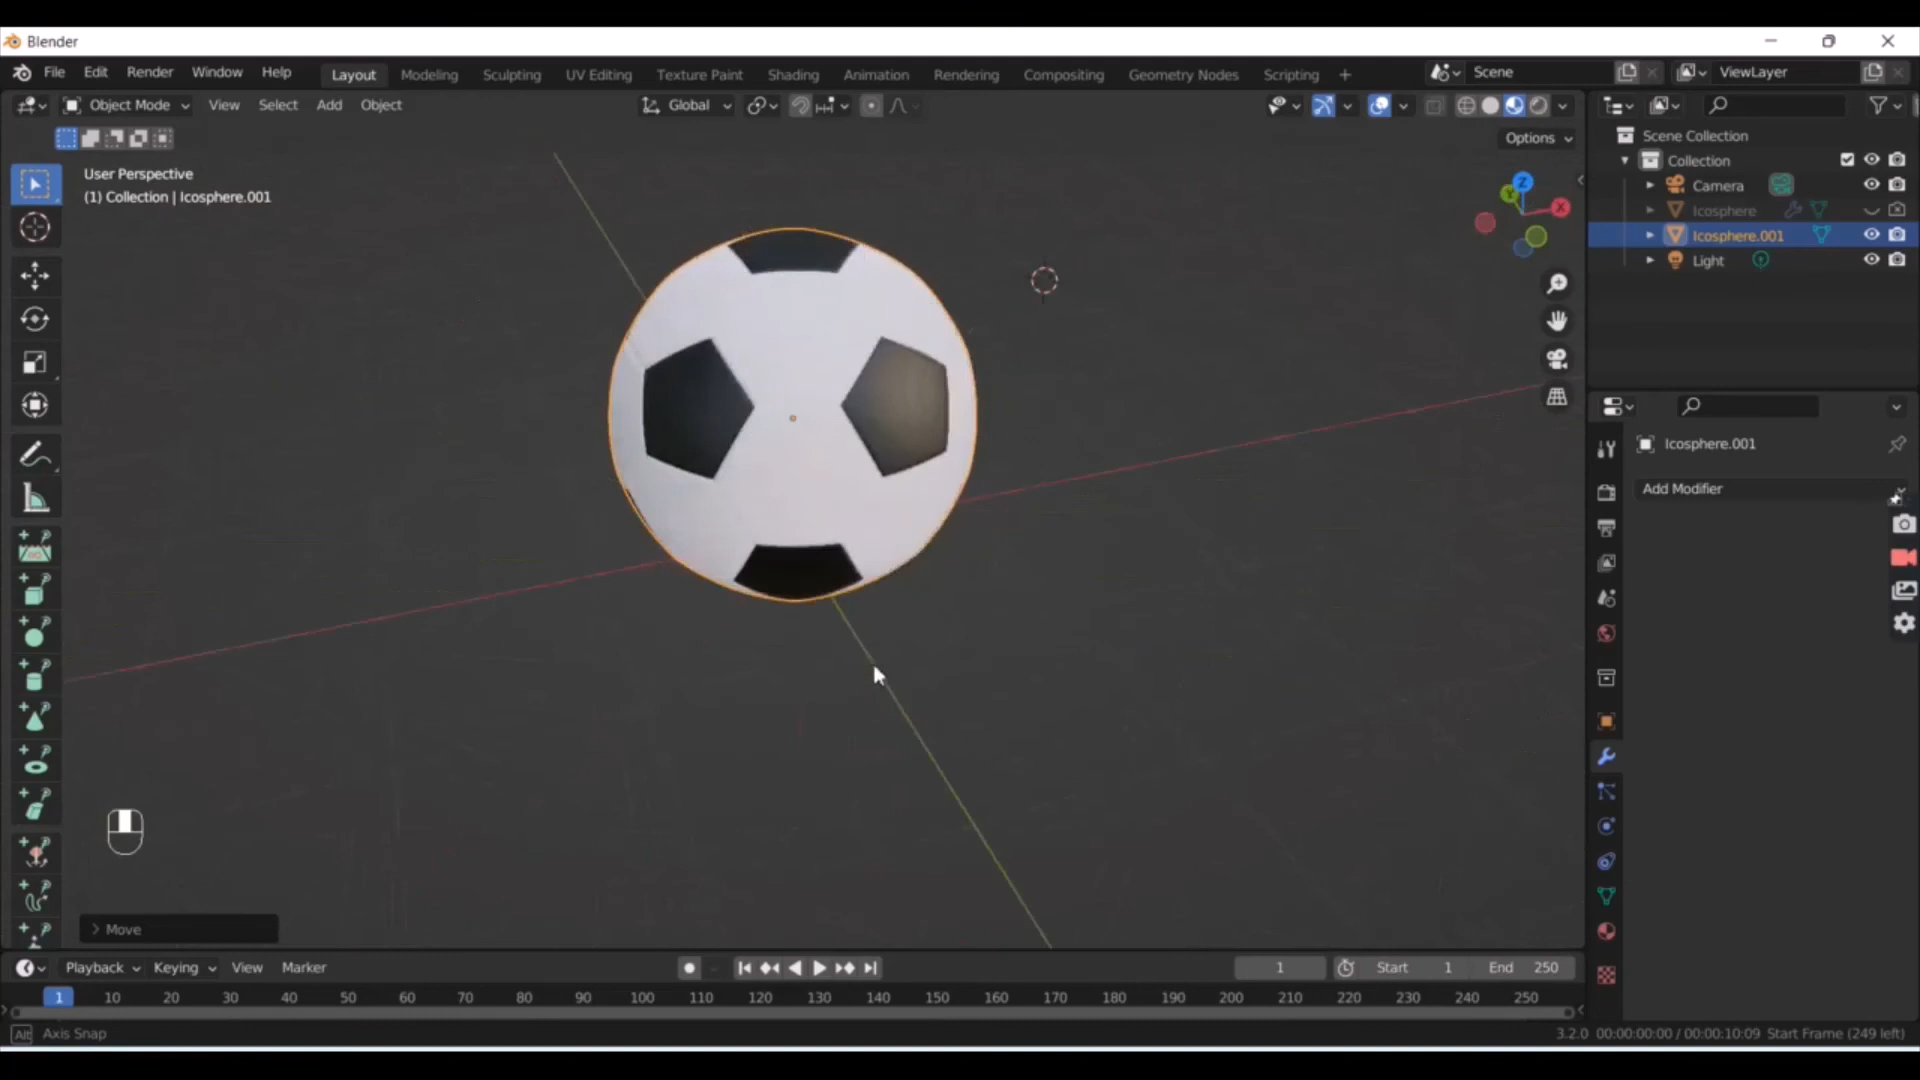 Blender
File Edit Render Window Help Layout Modeling Sculpting UV Editing Texture Paint Shading Animation Rendering Compositing Geometry Nodes Scripting + Scene ViewLayer
Object Mode View Select Add Object Global
Options
User Perspective
(1) Collection | Icosphere.001
Z
Y
X
Scene Collection
Collection
Camera
Icosphere
Icosphere.001
Light
Icosphere.001
Add Modifier
Move
Playback Keying View Marker 1 Start 1 End 250
1 10 20 30 40 50 60 70 80 90 100 110 120 130 140 150 160 170 180 190 200 210 220 230 240 250
Alt Axis Snap 3.2.0 00:00:00:00 / 00:00:10:09 Start Frame (249 left)